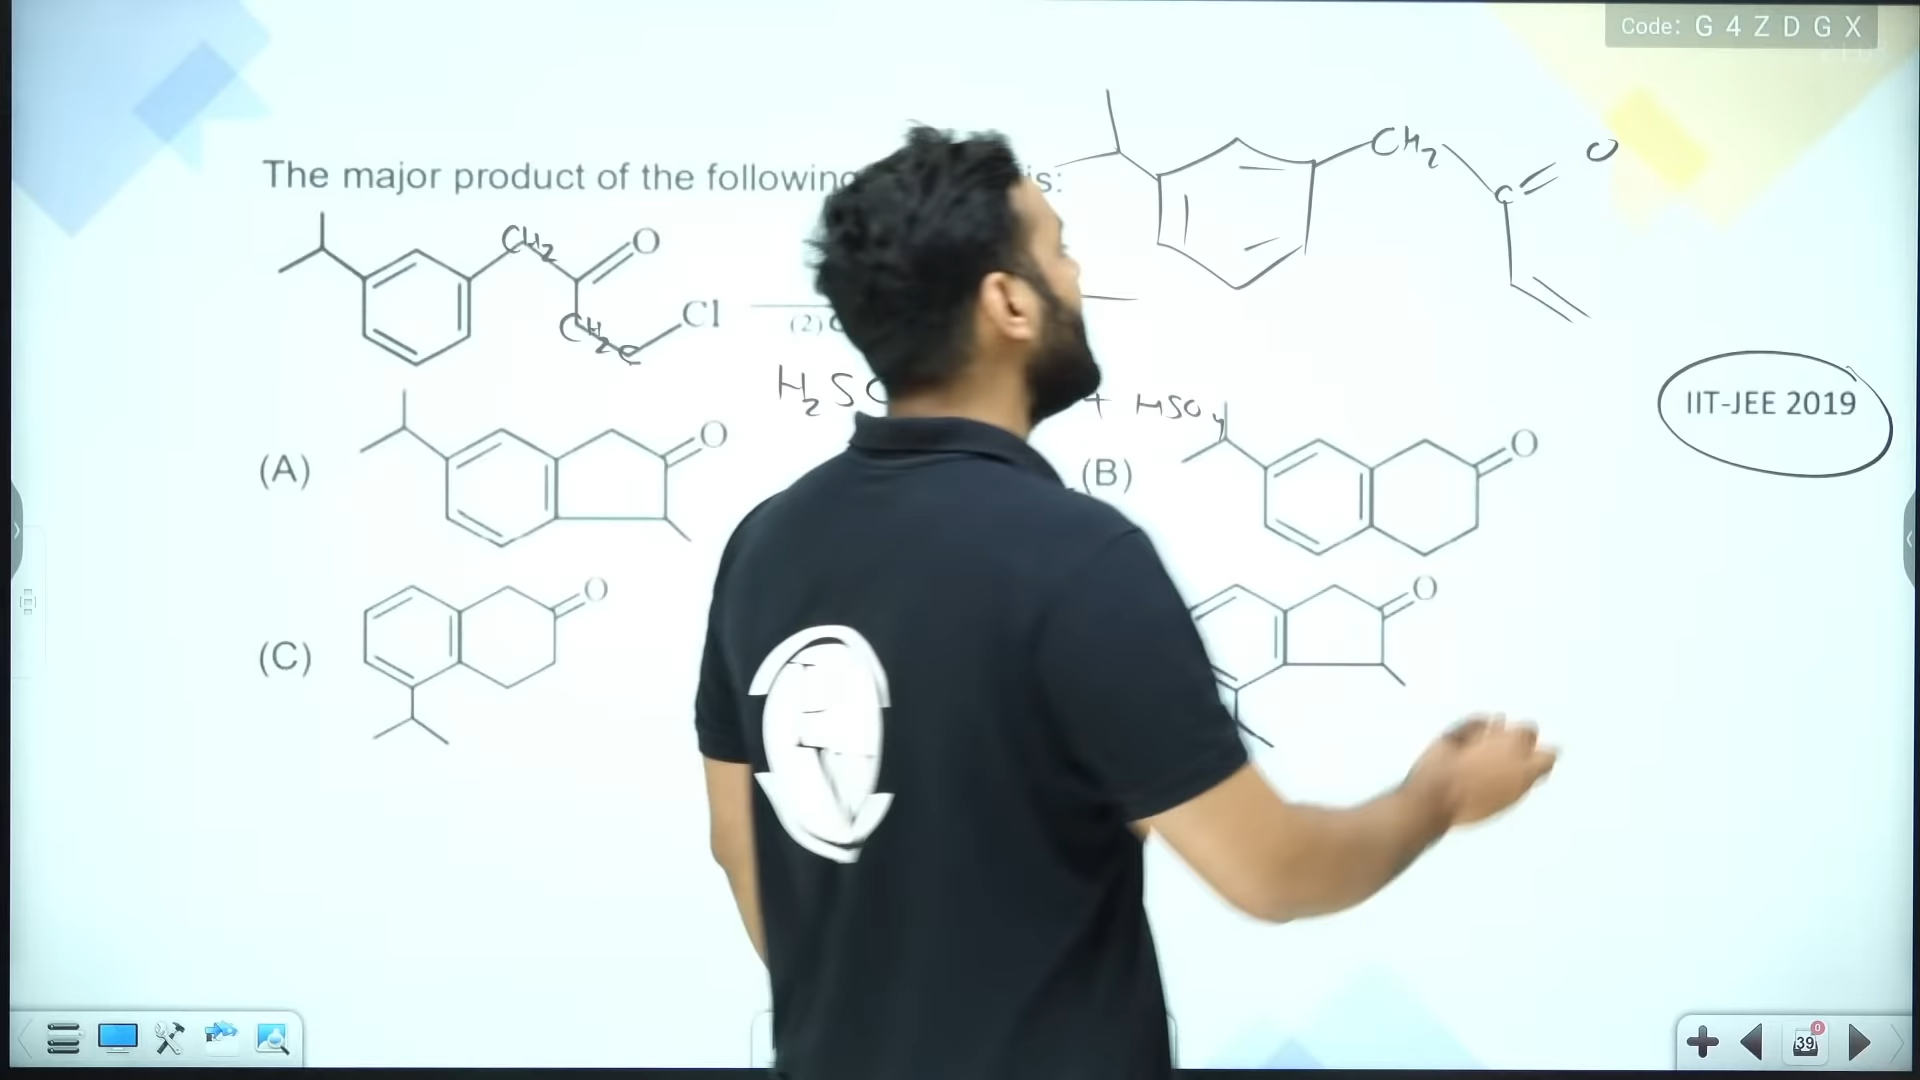 Code: G 4 Z D G X
The major product of the following is:
CH2 O
CH2 C Cl
(2)
CH2 C O
H2SO + HSO4
IIT-JEE 2019
(A) O
(B) O
(C) O
O
39
0